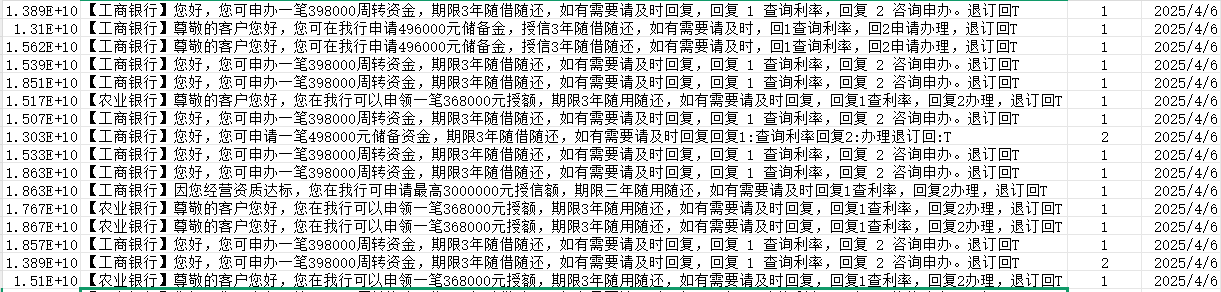 1.389E+10 【工商银行】您好，您可申办一笔398000周转资金，期限3年随借随还，如有需要请及时回复，回复 1 查询利率，回复 2 咨询申办。退订回T 1 2025/4/6
1.31E+10 【工商银行】尊敬的客户您好，您可在我行申请496000元储备金，授信3年随借随还，如有需要请及时，回1查询利率，回2申请办理，退订回T 1 2025/4/6
1.562E+10 【工商银行】尊敬的客户您好，您可在我行申请496000元储备金，授信3年随借随还，如有需要请及时，回1查询利率，回2申请办理，退订回T 1 2025/4/6
1.539E+10 【工商银行】您好，您可申办一笔398000周转资金，期限3年随借随还，如有需要请及时回复，回复 1 查询利率，回复 2 咨询申办。退订回T 1 2025/4/6
1.851E+10 【工商银行】您好，您可申办一笔398000周转资金，期限3年随借随还，如有需要请及时回复，回复 1 查询利率，回复 2 咨询申办。退订回T 1 2025/4/6
1.517E+10 【农业银行】尊敬的客户您好，您在我行可以申领一笔368000元授额，期限3年随用随还，如有需要请及时回复，回复1查利率，回复2办理，退订回T 1 2025/4/6
1.507E+10 【工商银行】您好，您可申办一笔398000周转资金，期限3年随借随还，如有需要请及时回复，回复 1 查询利率，回复 2 咨询申办。退订回T 1 2025/4/6
1.303E+10 【工商银行】您好，您可申请一笔498000元储备资金，期限3年随借随还，如有需要请及时回复回复1:查询利率回复2:办理退订回:T 2 2025/4/6
1.533E+10 【工商银行】您好，您可申办一笔398000周转资金，期限3年随借随还，如有需要请及时回复，回复 1 查询利率，回复 2 咨询申办。退订回T 1 2025/4/6
1.863E+10 【工商银行】您好，您可申办一笔398000周转资金，期限3年随借随还，如有需要请及时回复，回复 1 查询利率，回复 2 咨询申办。退订回T 1 2025/4/6
1.863E+10 【工商银行】因您经营资质达标，您在我行可申请最高3000000元授信额，期限三年随用随还，如有需要请及时回复1查询利率，回复2办理，退订回T 1 2025/4/6
1.767E+10 【农业银行】尊敬的客户您好，您在我行可以申领一笔368000元授额，期限3年随用随还，如有需要请及时回复，回复1查利率，回复2办理，退订回T 1 2025/4/6
1.867E+10 【农业银行】尊敬的客户您好，您在我行可以申领一笔368000元授额，期限3年随用随还，如有需要请及时回复，回复1查利率，回复2办理，退订回T 1 2025/4/6
1.857E+10 【工商银行】您好，您可申办一笔398000周转资金，期限3年随借随还，如有需要请及时回复，回复 1 查询利率，回复 2 咨询申办。退订回T 1 2025/4/6
1.389E+10 【工商银行】您好，您可申办一笔398000周转资金，期限3年随借随还，如有需要请及时回复，回复 1 查询利率，回复 2 咨询申办。退订回T 2 2025/4/6
1.51E+10 【农业银行】尊敬的客户您好，您在我行可以申领一笔368000元授额，期限3年随用随还，如有需要请及时回复，回复1查利率，回复2办理，退订回T 1 2025/4/6